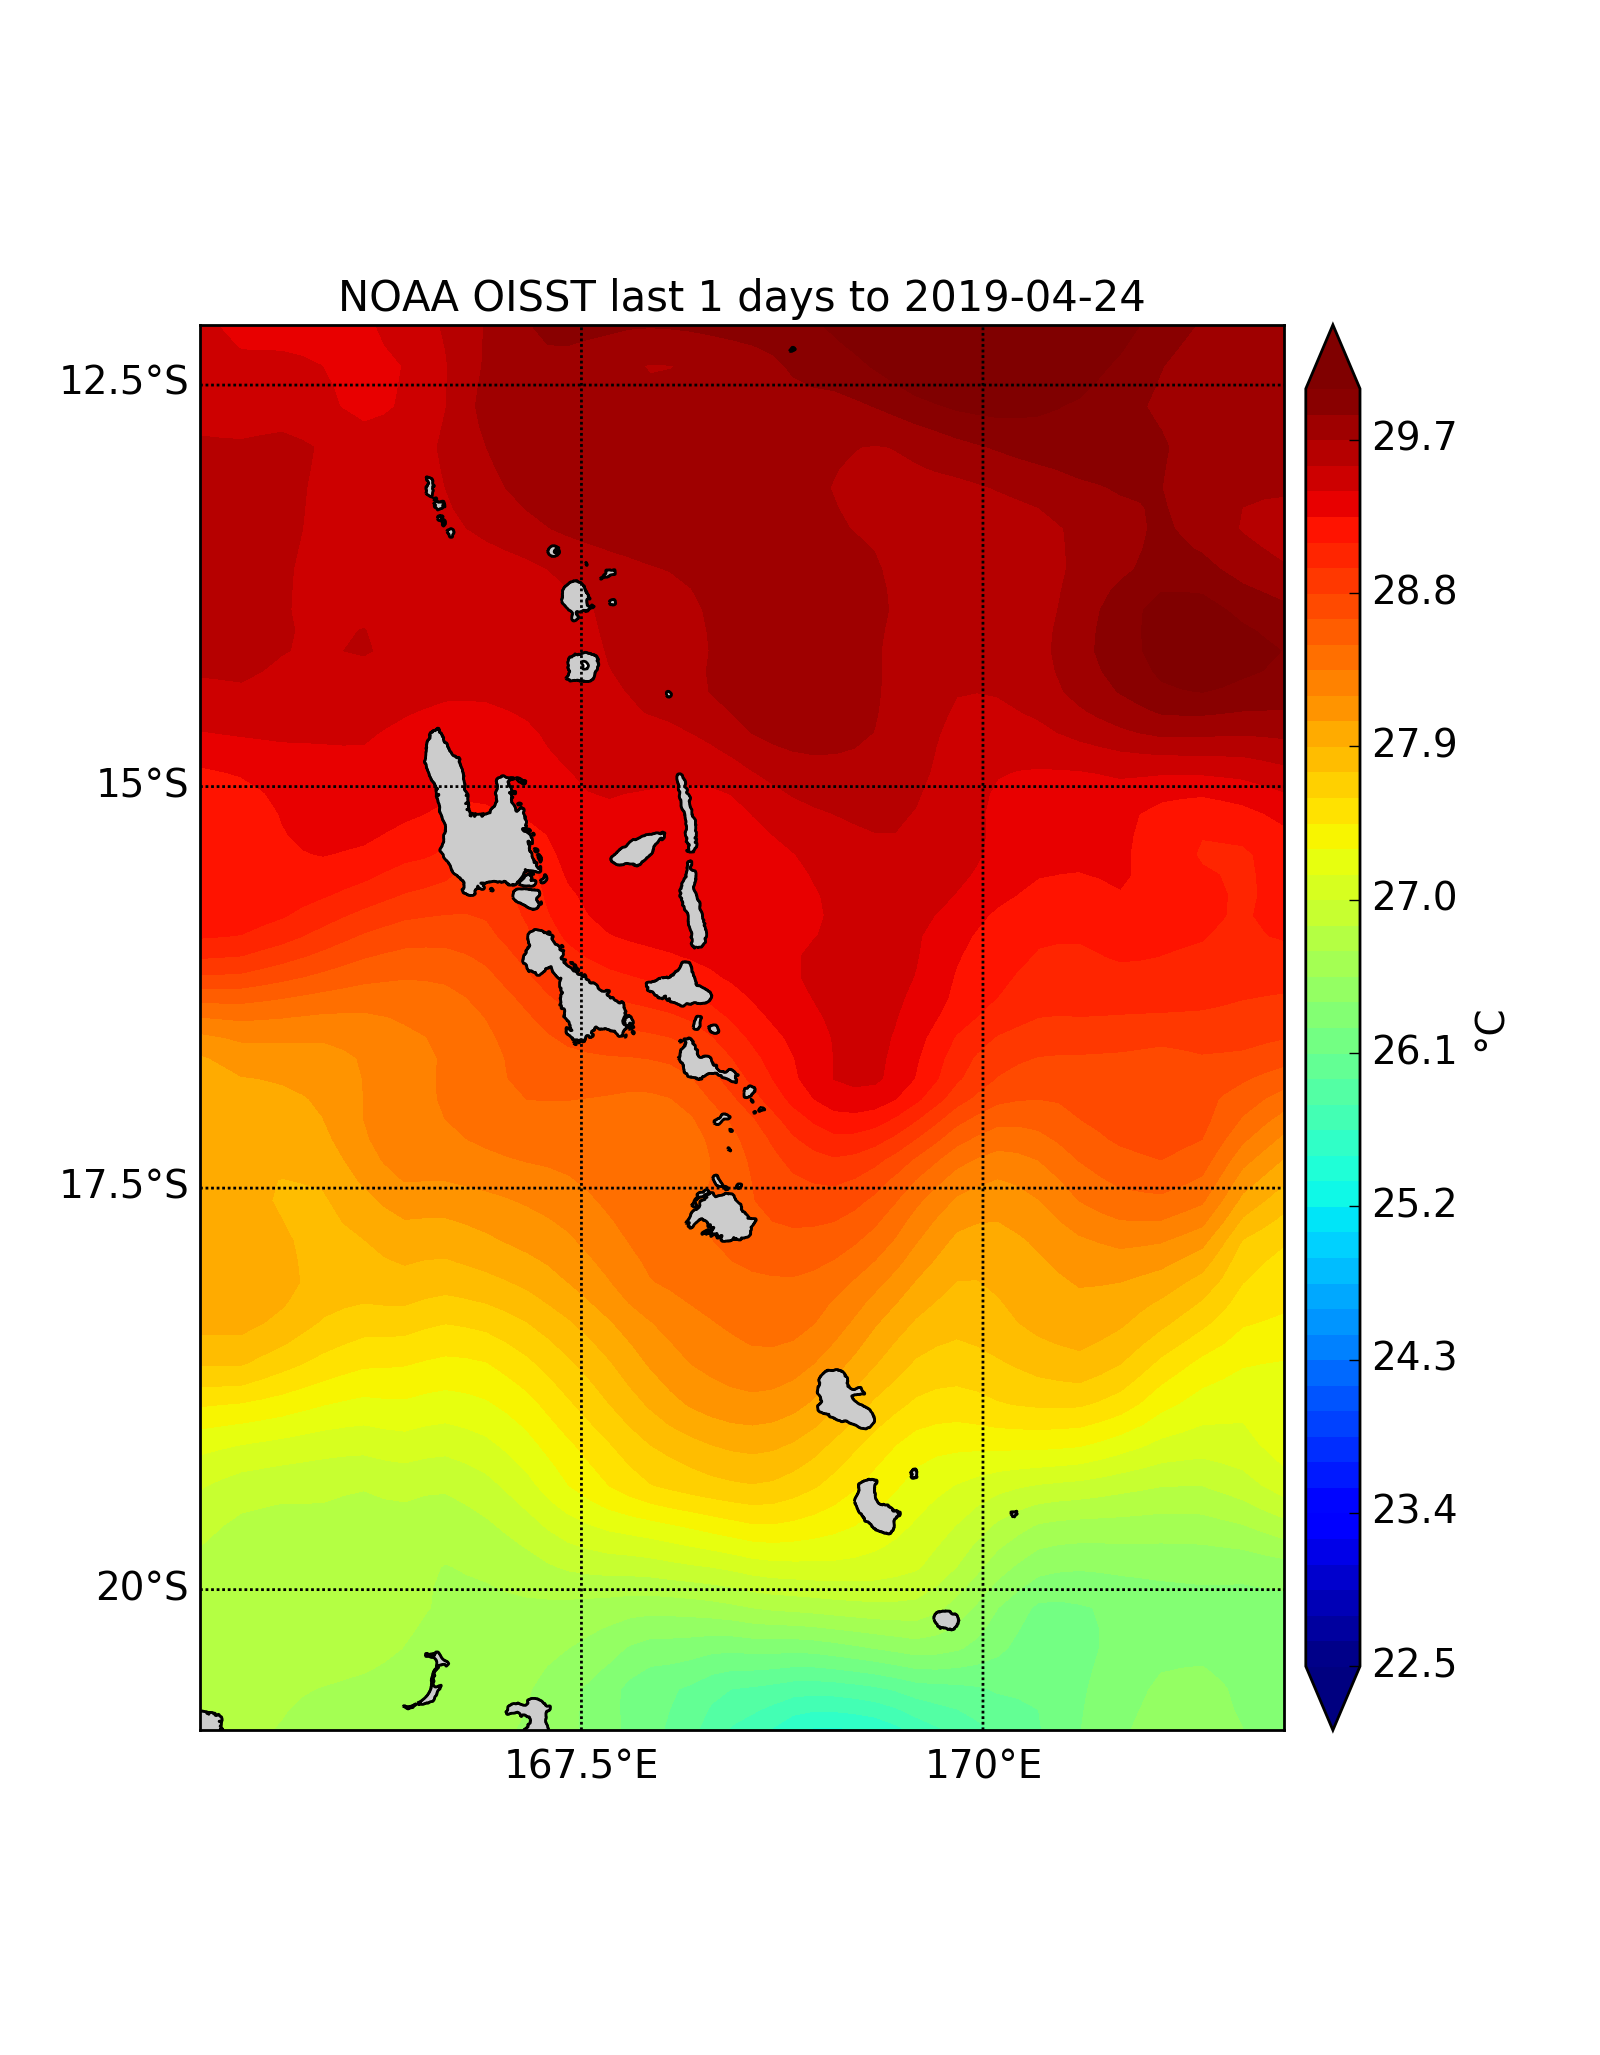 NOAA OISST last 1 days to 2019-04-24
12.5°S
15°S
17.5°S
20°S
167.5°E
170°E
29.7
28.8
27.9
27.0
26.1
25.2
24.3
23.4
22.5
°C